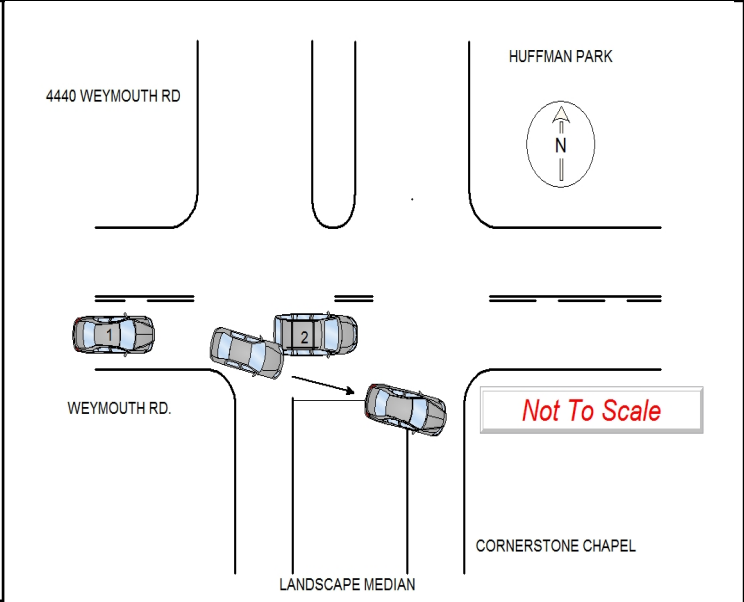 HUFFMAN PARK
4440 WEYMOUTH RD
N
1
2
WEYMOUTH RD.
Not To Scale
CORNERSTONE CHAPEL
LANDSCAPE MEDIAN